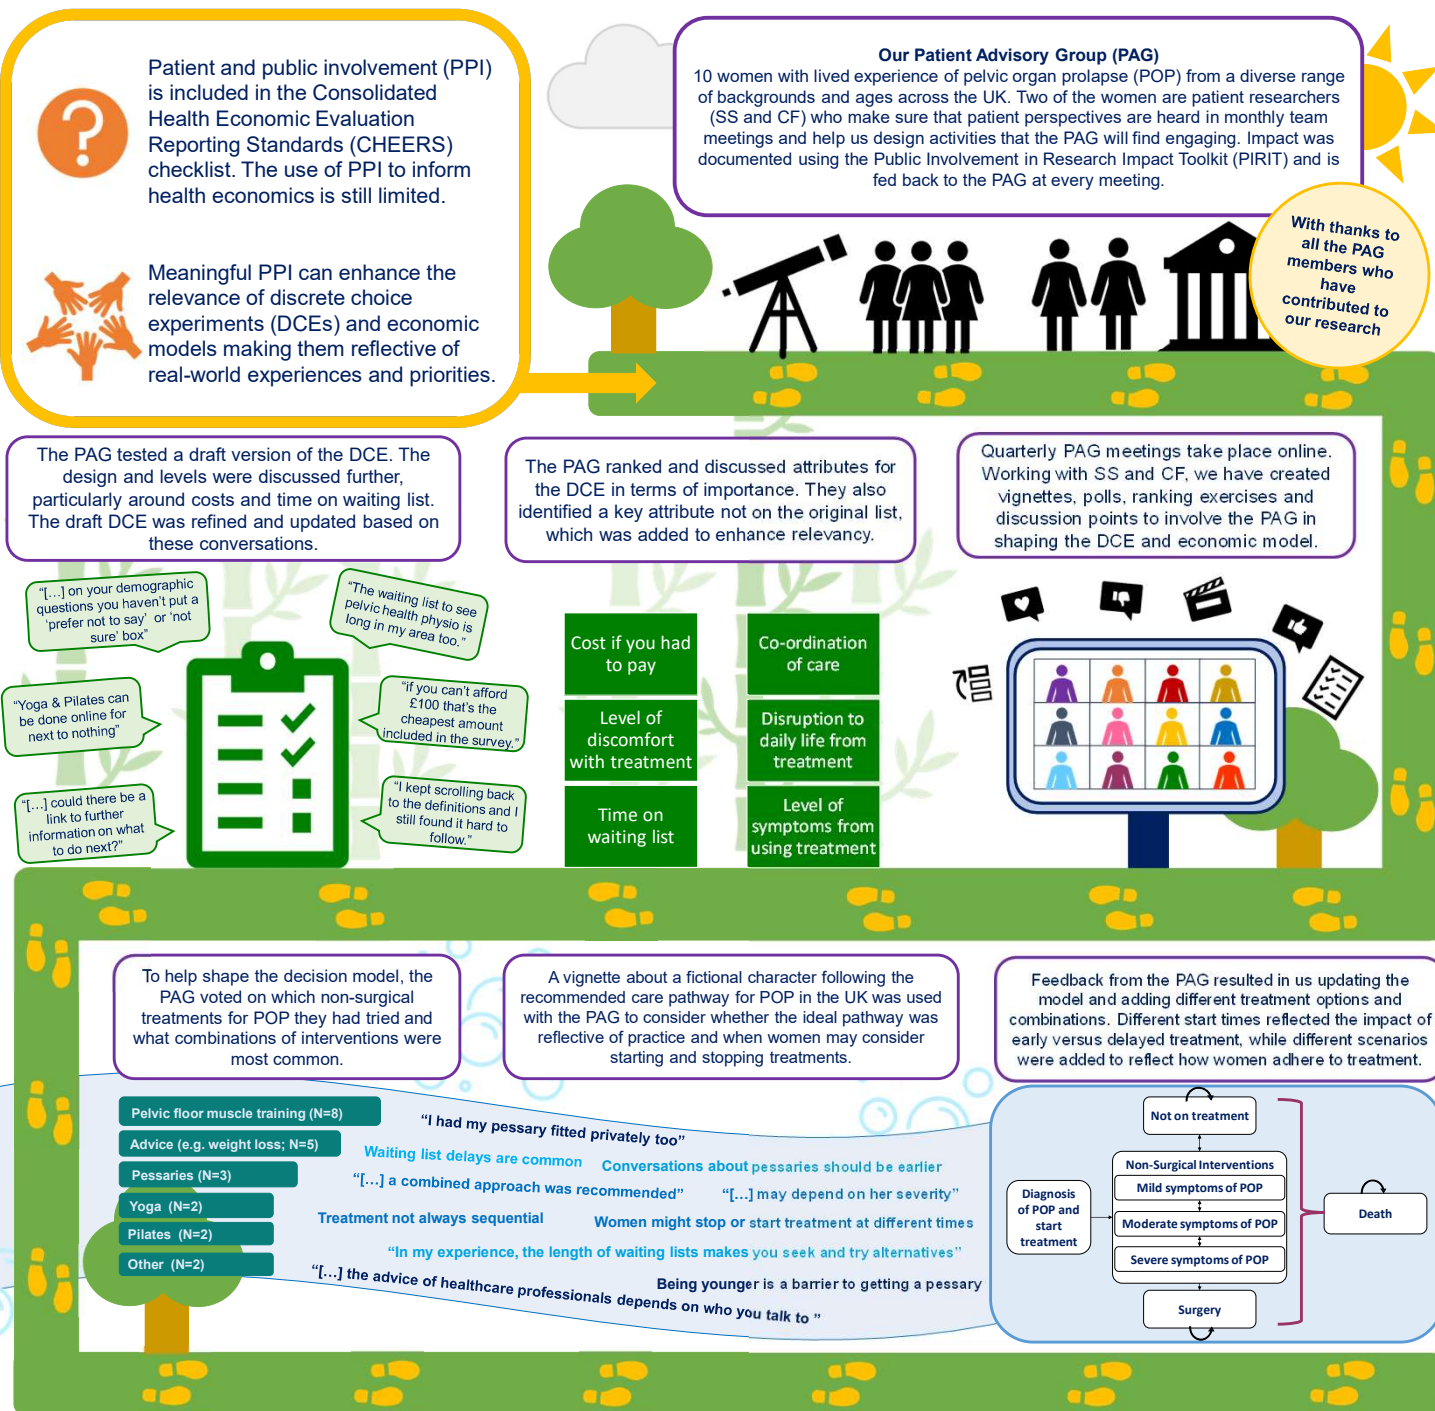 Patient and public involvement (PPI)
is included in the Consolidated
Health Economic Evaluation
Reporting Standards (CHEERS)
checklist. The use of PPI to inform
health economics is still limited.
Meaningful PPI can enhance the
relevance of discrete choice
experiments (DCEs) and economic
models making them reflective of
real-world experiences and priorities.
Our Patient Advisory Group (PAG)
10 women with lived experience of pelvic organ prolapse (POP) from a diverse range
of backgrounds and ages across the UK. Two of the women are patient researchers
(SS and CF) who make sure that patient perspectives are heard in monthly team
meetings and help us design activities that the PAG will find engaging. Impact was
documented using the Public Involvement in Research Impact Toolkit (PIRIT) and is
fed back to the PAG at every meeting.
With thanks to
all the PAG
members who
have
contributed to
our research
Quarterly PAG meetings take place online.
Working with SS and CF, we have created
vignettes, polls, ranking exercises and
discussion points to involve the PAG in
shaping the DCE and economic model.
The PAG ranked and discussed attributes for
the DCE in terms of importance. They also
identified a key attribute not on the original list,
which was added to enhance relevancy.
Cost if you had
to pay
Co-ordination
of care
Level of
discomfort
with treatment
Disruption to
daily life from
treatment
Time on
waiting list
Level of
symptoms from
using treatment
The PAG tested a draft version of the DCE. The
design and levels were discussed further,
particularly around costs and time on waiting list.
The draft DCE was refined and updated based on
these conversations.
“[…] on your demographic
questions you haven’t put a
‘prefer not to say’ or ‘not
sure’ box”
“The waiting list to see
pelvic health physio is
long in my area too.”
“Yoga & Pilates can
be done online for
next to nothing”
“if you can’t afford
£100 that’s the
cheapest amount
included in the survey.”
“[…] could there be a
link to further
information on what
to do next?”
“I kept scrolling back
to the definitions and I
still found it hard to
follow.”
To help shape the decision model, the
PAG voted on which non-surgical
treatments for POP they had tried and
what combinations of interventions were
most common.
Pelvic floor muscle training (N=8)
Advice (e.g. weight loss; N=5)
Pessaries (N=3)
Yoga (N=2)
Pilates (N=2)
Other (N=2)
A vignette about a fictional character following the
recommended care pathway for POP in the UK was used
with the PAG to consider whether the ideal pathway was
reflective of practice and when women may consider
starting and stopping treatments.
“I had my pessary fitted privately too”
Waiting list delays are common
Conversations about pessaries should be earlier
“[…] a combined approach was recommended”
“[…] may depend on her severity”
Treatment not always sequential
Women might stop or start treatment at different times
“In my experience, the length of waiting lists makes you seek and try alternatives”
“[…] the advice of healthcare professionals depends on who you talk to ”
Being younger is a barrier to getting a pessary
Feedback from the PAG resulted in us updating the
model and adding different treatment options and
combinations. Different start times reflected the impact of
early versus delayed treatment, while different scenarios
were added to reflect how women adhere to treatment.
Not on treatment
Non-Surgical Interventions
Mild symptoms of POP
Diagnosis
of POP and
start
treatment
Moderate symptoms of POP
Severe symptoms of POP
Death
Surgery